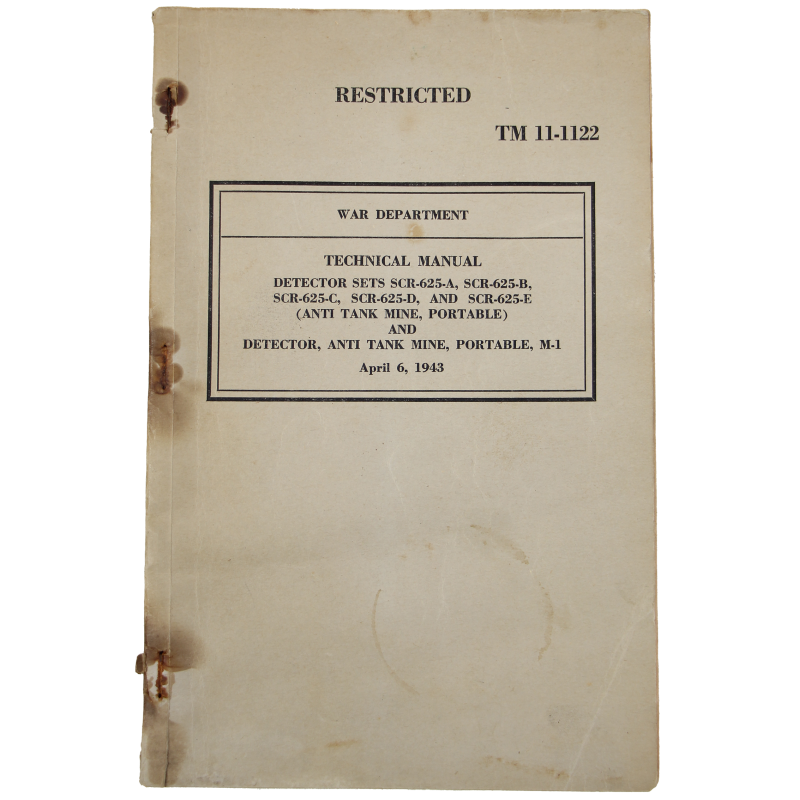 RESTRICTED
TM 11-1122
WAR DEPARTMENT
TECHNICAL MANUAL
DETECTOR SETS SCR-625-A, SCR-625-B,
SCR-625-C, SCR-625-D, AND SCR-625-E
(ANTI TANK MINE, PORTABLE)
AND
DETECTOR, ANTI TANK MINE, PORTABLE, M-1
April 6, 1943